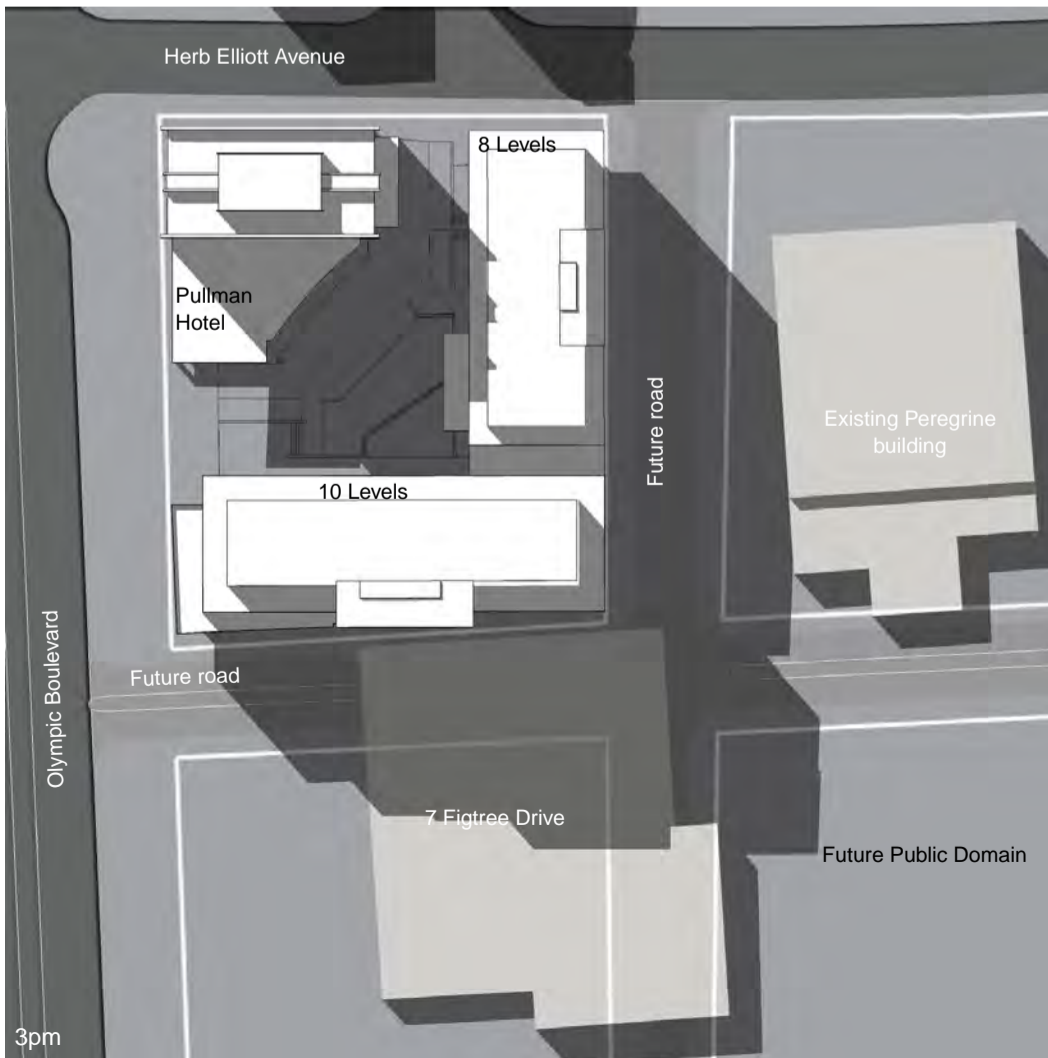 Herb Elliott Avenue
8 Levels
Pullman
Hotel
Future road
Existing Peregrine
building
10 Levels
Olympic Boulevard
Future road
7 Figtree Drive
Future Public Domain
3pm